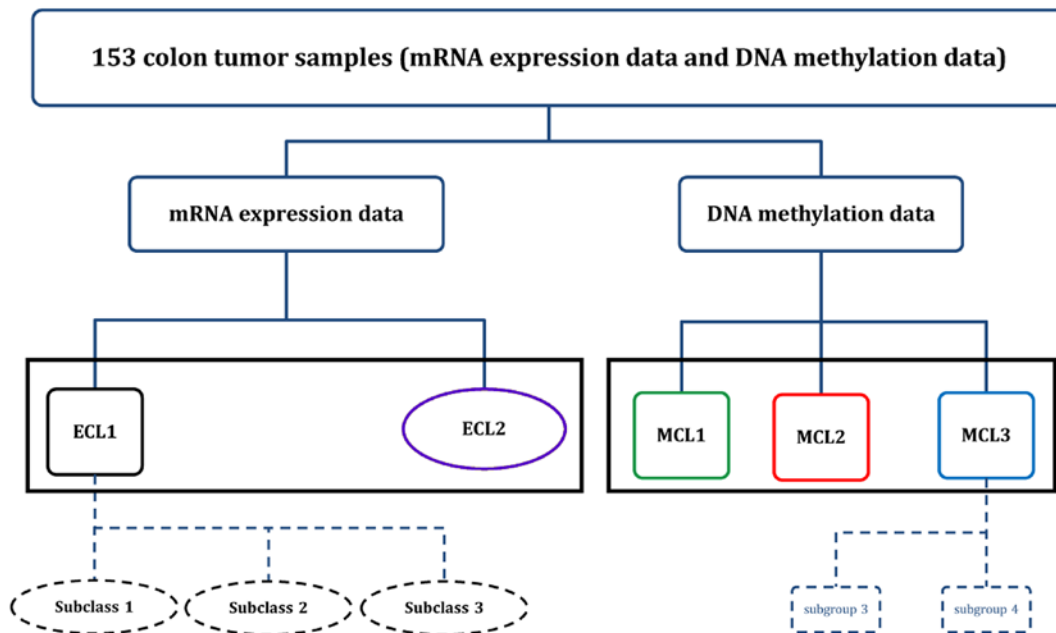 153 colon tumor samples (mRNA expression data and DNA methylation data)
mRNA expression data
DNA methylation data
ECL1
ECL2
MCL1
MCL2
MCL3
Subclass 1
Subclass 2
Subclass 3
subgroup 3
subgroup 4